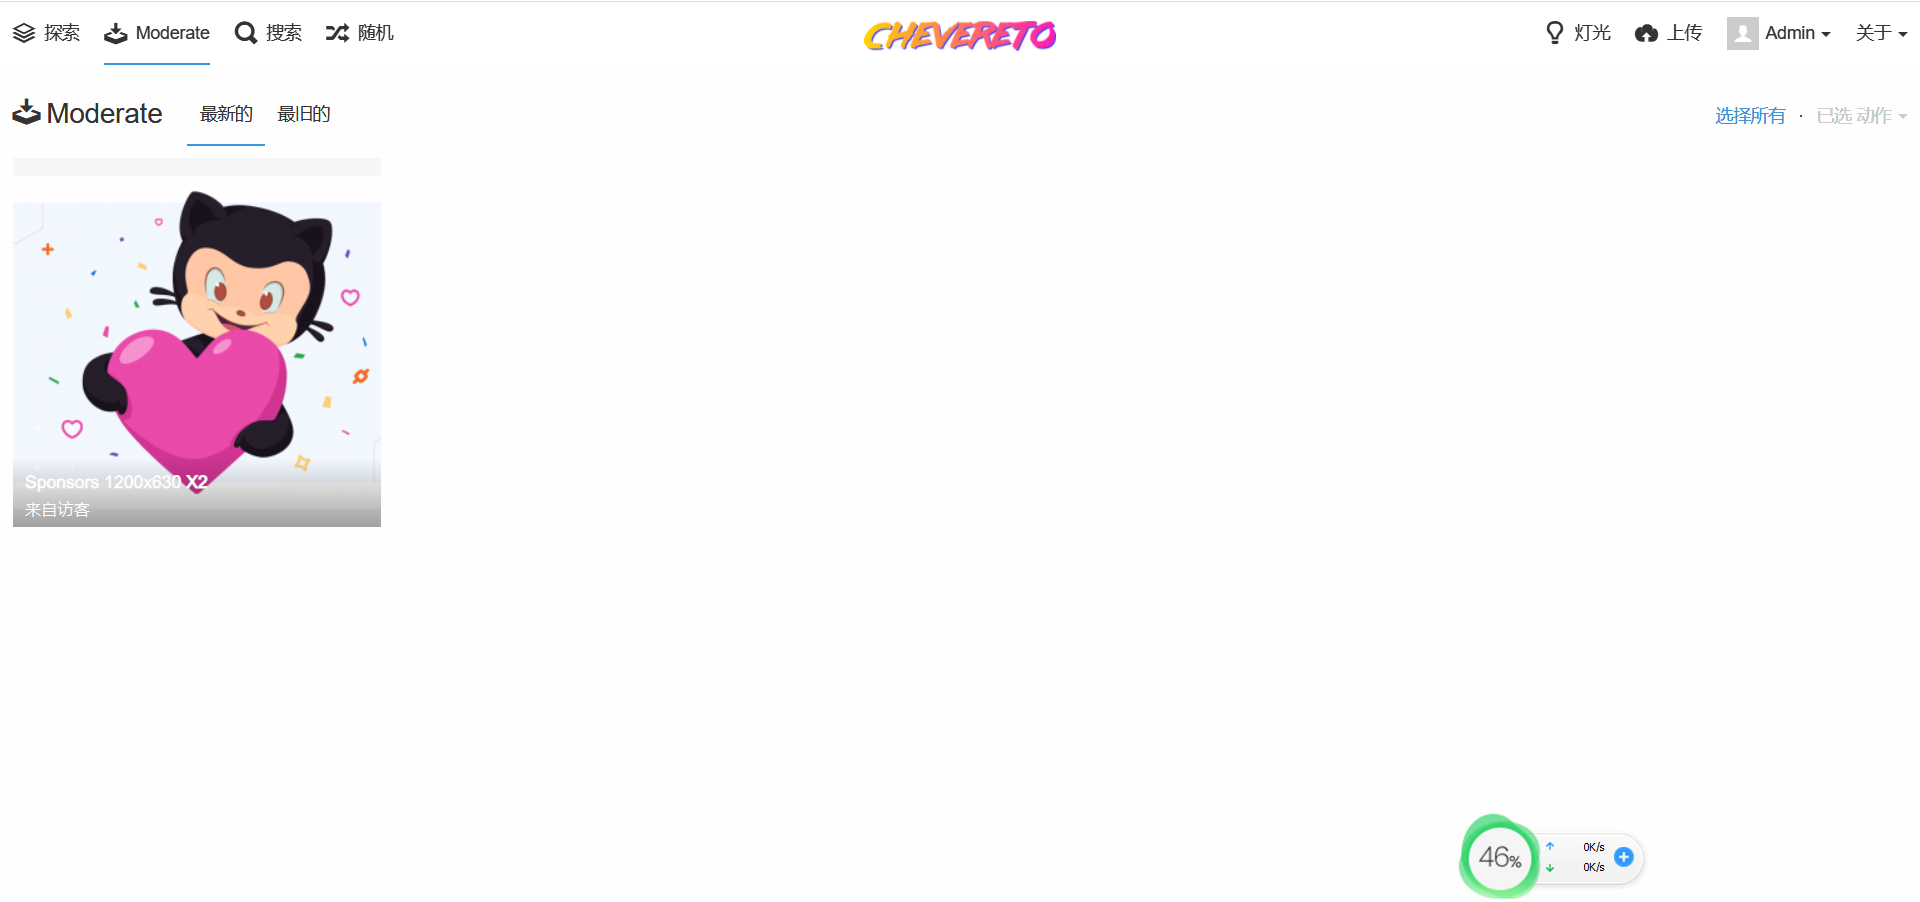 探索 Moderate 搜索 随机 CHEVERETO 灯光 上传 Admin 关于
Moderate 最新的 最旧的 选择所有 · 已选 动作
Sponsors 1200x630 X2
来自访客
46% 0K/s
0K/s